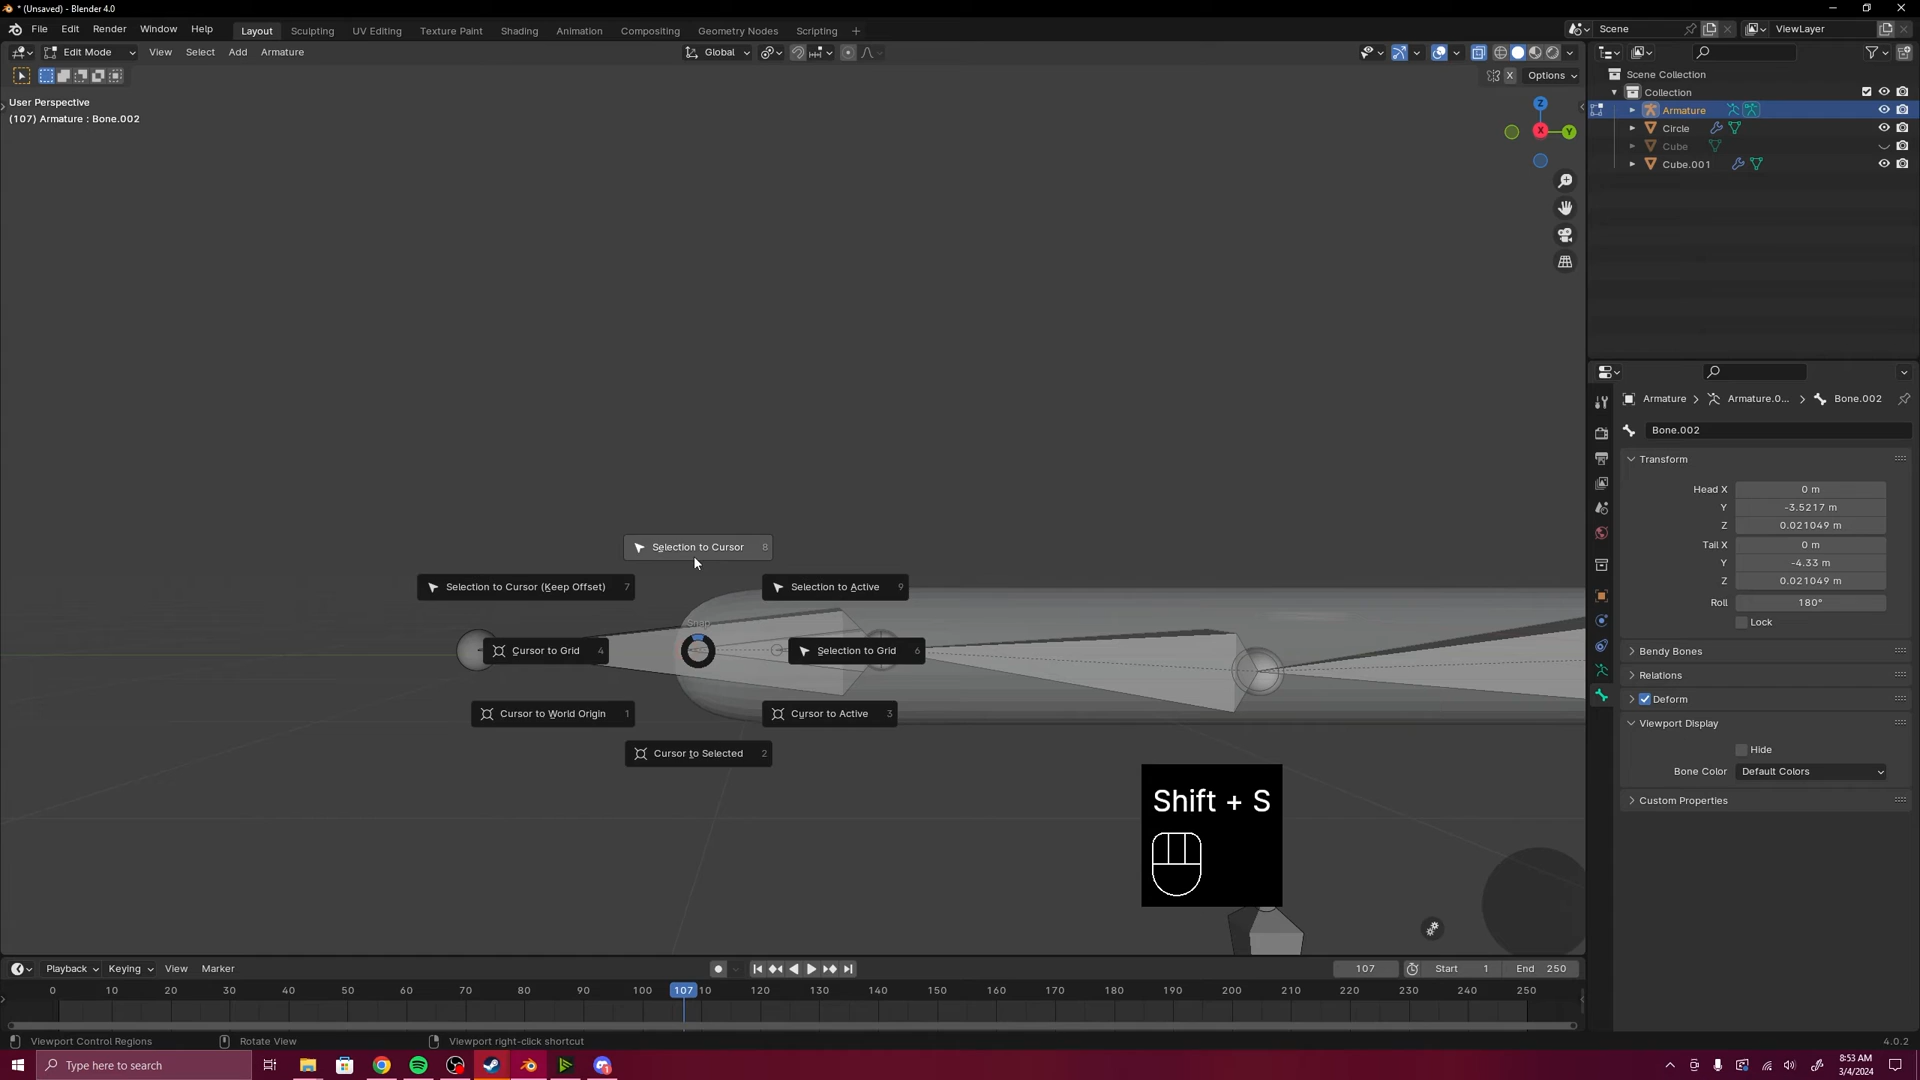 * (Unsaved) - Blender 4.0
File Edit Render Window Help
Layout Sculpting UV Editing Texture Paint Shading Animation Rendering Compositing Geometry Nodes Scripting +
Scene
ViewLayer
Edit Mode View Select Add Armature
Global
X Options
User Perspective
(107) Armature : Bone.002
Z
X
Y
Scene Collection
Collection
Armature
Circle
Cube
Cube.001
Armature > Armature.0... > Bone.002
Bone.002
Transform
Head X 0 m
Y -3.5217 m
Z 0.021049 m
Tail X 0 m
Y -4.33 m
Z 0.021049 m
Roll 180°
Lock
Bendy Bones
Relations
Deform
Viewport Display
Hide
Bone Color Default Colors
Custom Properties
Selection to Cursor 8
Selection to Cursor (Keep Offset) 7
Selection to Active 9
Snap
Cursor to Grid 4
Selection to Grid 6
Cursor to World Origin 1
Cursor to Active 3
Cursor to Selected 2
Shift + S
Playback Keying View Marker
107 Start 1 End 250
0 10 20 30 40 50 60 70 80 90 100 107 10 120 130 140 150 160 170 180 190 200 210 220 230 240 250
Viewport Control Regions Rotate View Viewport right-click shortcut
4.0.2
Type here to search
8:53 AM
3/4/2024